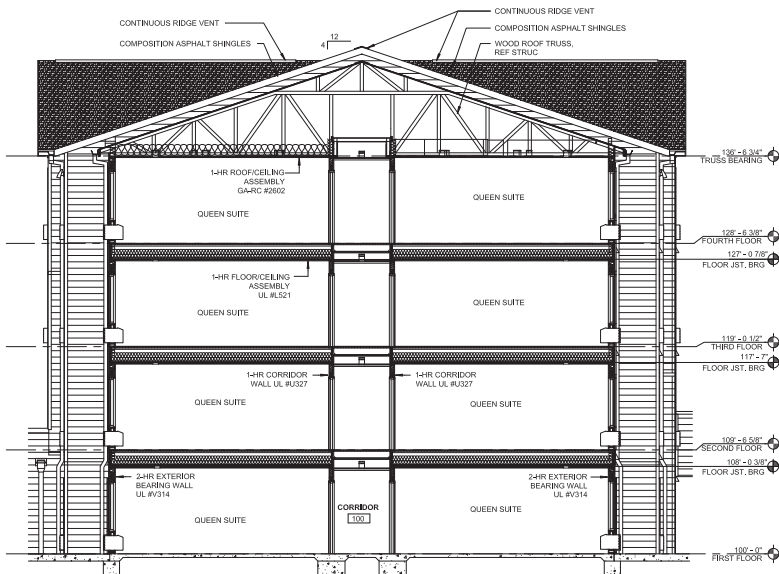 CONTINUOUS RIDGE VENT
COMPOSITION ASPHALT SHINGLES
12
4
CONTINUOUS RIDGE VENT
COMPOSITION ASPHALT SHINGLES
WOOD ROOF TRUSS,
REF STRUC
136' - 6 3/4"
TRUSS BEARING
1-HR ROOF/CEILING
ASSEMBLY
GA-RC #2602
QUEEN SUITE
QUEEN SUITE
128' - 6 3/8"
FOURTH FLOOR
127' - 0 7/8"
FLOOR JST. BRG
1-HR FLOOR/CEILING
ASSEMBLY
UL #L521
QUEEN SUITE
QUEEN SUITE
119' - 0 1/2"
THIRD FLOOR
117' - 7"
FLOOR JST. BRG
1-HR CORRIDOR
WALL UL #U327
1-HR CORRIDOR
WALL UL #U327
QUEEN SUITE
QUEEN SUITE
109' - 6 5/8"
SECOND FLOOR
108' - 0 3/8"
FLOOR JST. BRG
2-HR EXTERIOR
BEARING WALL
UL #V314
2-HR EXTERIOR
BEARING WALL
UL #V314
QUEEN SUITE
CORRIDOR
100
QUEEN SUITE
100' - 0"
FIRST FLOOR